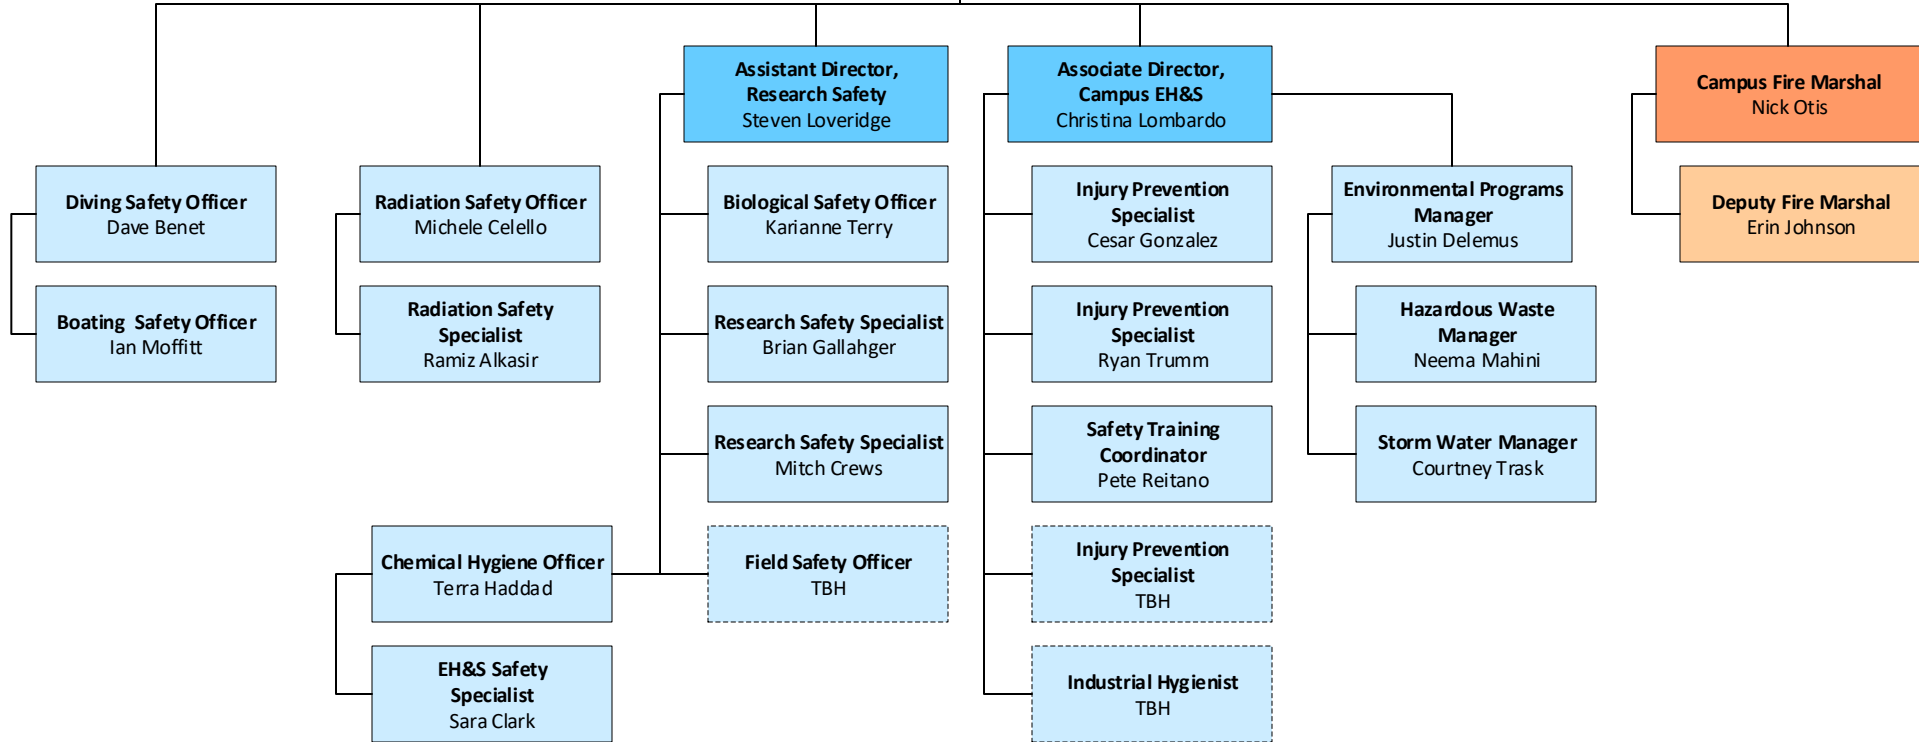 Assistant Director,
Research Safety
Steven Loveridge
Associate Director,
Campus EH&S
Christina Lombardo
Campus Fire Marshal
Nick Otis
Diving Safety Officer
Dave Benet
Radiation Safety Officer
Michele Celello
Biological Safety Officer
Karianne Terry
Injury Prevention
Specialist
Cesar Gonzalez
Environmental Programs
Manager
Justin Delemus
Deputy Fire Marshal
Erin Johnson
Boating  Safety Officer
Ian Moffitt
Radiation Safety
Specialist
Ramiz Alkasir
Research Safety Specialist
Brian Gallahger
Injury Prevention
Specialist
Ryan Trumm
Hazardous Waste
Manager
Neema Mahini
Research Safety Specialist
Mitch Crews
Safety Training
Coordinator
Pete Reitano
Storm Water Manager
Courtney Trask
Chemical Hygiene Officer
Terra Haddad
Field Safety Officer
TBH
Injury Prevention
Specialist
TBH
EH&S Safety
Specialist
Sara Clark
Industrial Hygienist
TBH